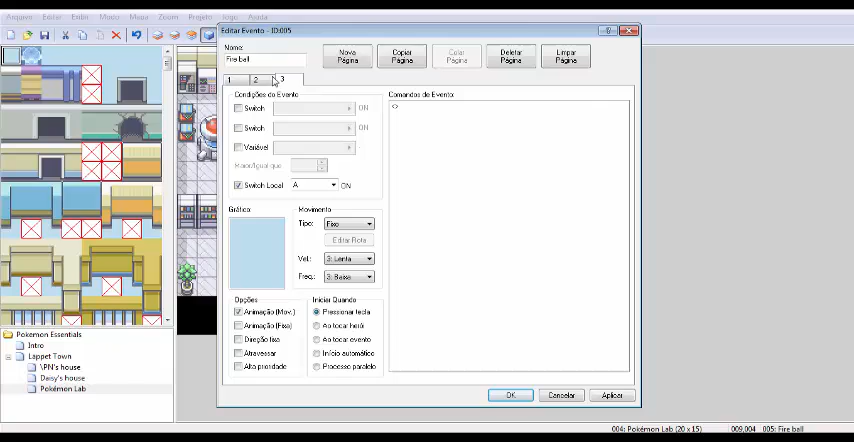 Arquivo Editar Exibir Modo Mapa Zoom Projeto Jogo Ajuda
Editar Evento - ID:005
Nome:
Fire ball
Nova Página
Copiar Página
Colar Página
Deletar Página
Limpar Página
1 2 3
Condições do Evento
Switch ON
Switch ON
Variável
Maior/Igual que
Switch Local A ON
Gráfico:
Movimento
Tipo: Fixo
Editar Rota
Vel.: 3: Lenta
Freq.: 3: Baixa
Opções
Animação (Mov.)
Animação (Fixa)
Direção fixa
Atravessar
Alta prioridade
Iniciar Quando
Pressionar tecla
Ao tocar herói
Ao tocar evento
Início automático
Processo paralelo
Comandos de Evento:
<>
OK Cancelar Aplicar
Pokemon Essentials
Intro
Lappet Town
\PN's house
Daisy's house
Pokémon Lab
004: Pokémon Lab (20 x 15) 009,004 005: Fire ball